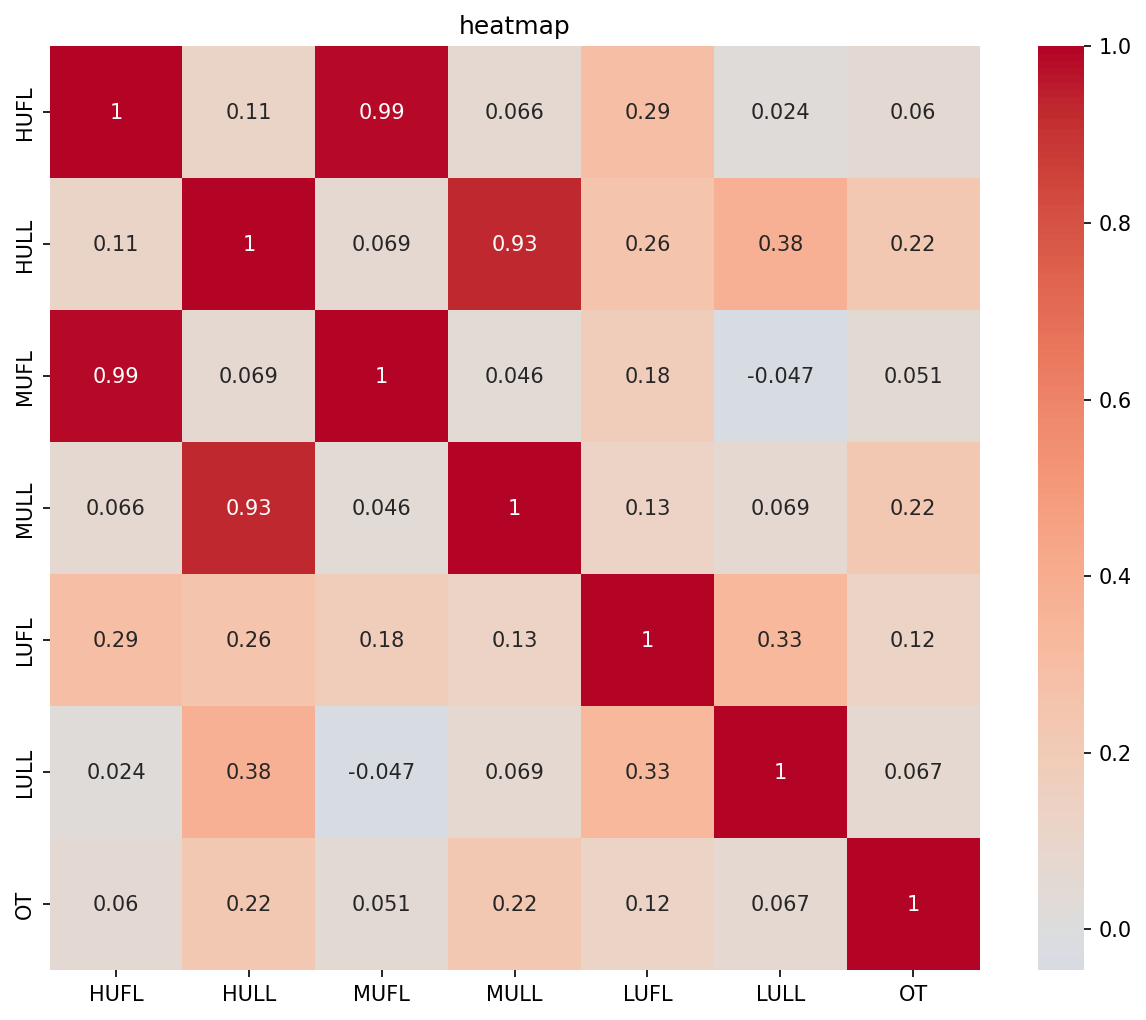 heatmap
HUFL 1 0.11 0.99 0.066 0.29 0.024 0.06
HULL 0.11 1 0.069 0.93 0.26 0.38 0.22
MUFL 0.99 0.069 1 0.046 0.18 -0.047 0.051
MULL 0.066 0.93 0.046 1 0.13 0.069 0.22
LUFL 0.29 0.26 0.18 0.13 1 0.33 0.12
LULL 0.024 0.38 -0.047 0.069 0.33 1 0.067
OT 0.06 0.22 0.051 0.22 0.12 0.067 1
HUFL HULL MUFL MULL LUFL LULL OT
1.0
0.8
0.6
0.4
0.2
0.0